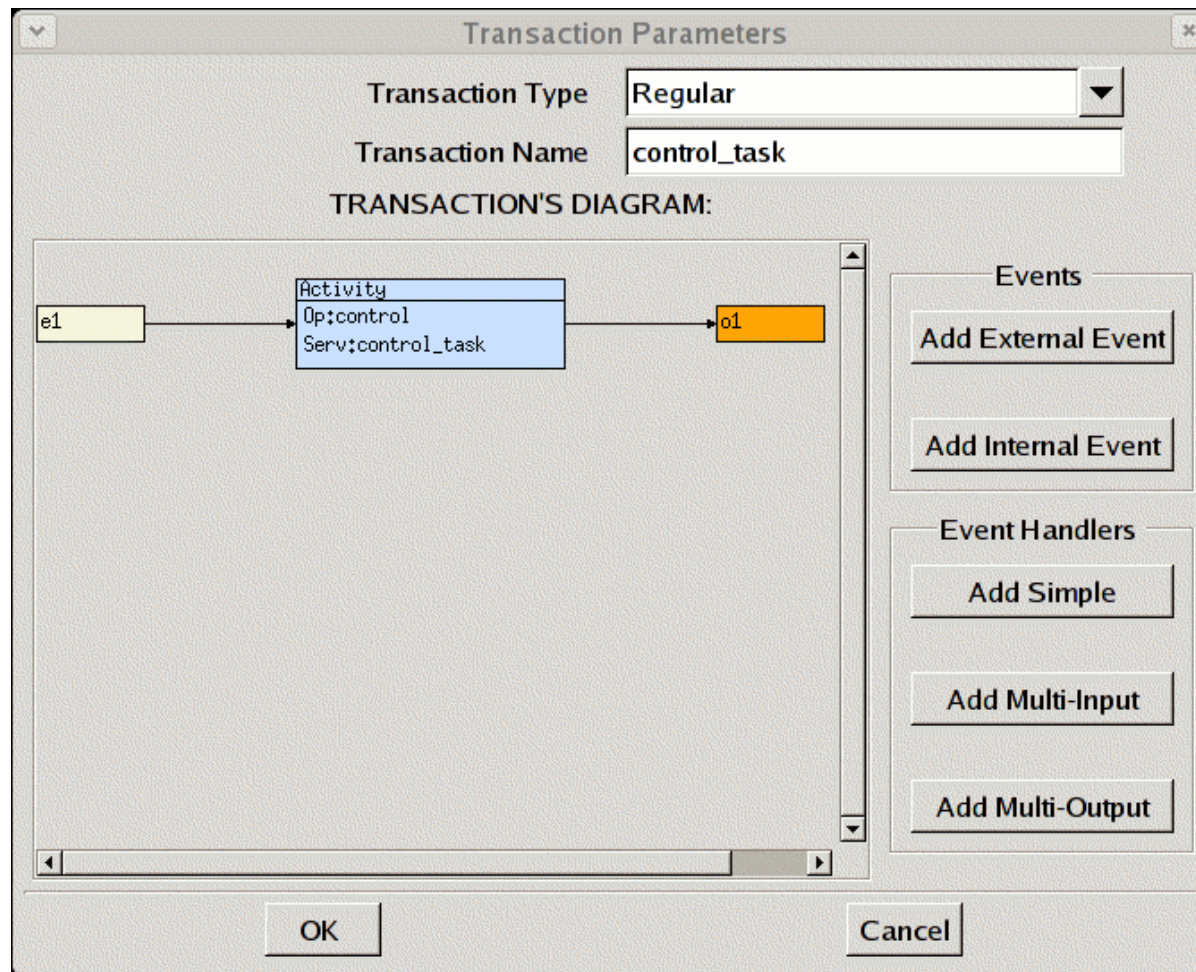 Transaction Parameters
Transaction Type Regular
Transaction Name control_task
TRANSACTION'S DIAGRAM:
e1
Activity
Op:control
Serv:control_task
o1
Events
Add External Event
Add Internal Event
Event Handlers
Add Simple
Add Multi-Input
Add Multi-Output
OK
Cancel